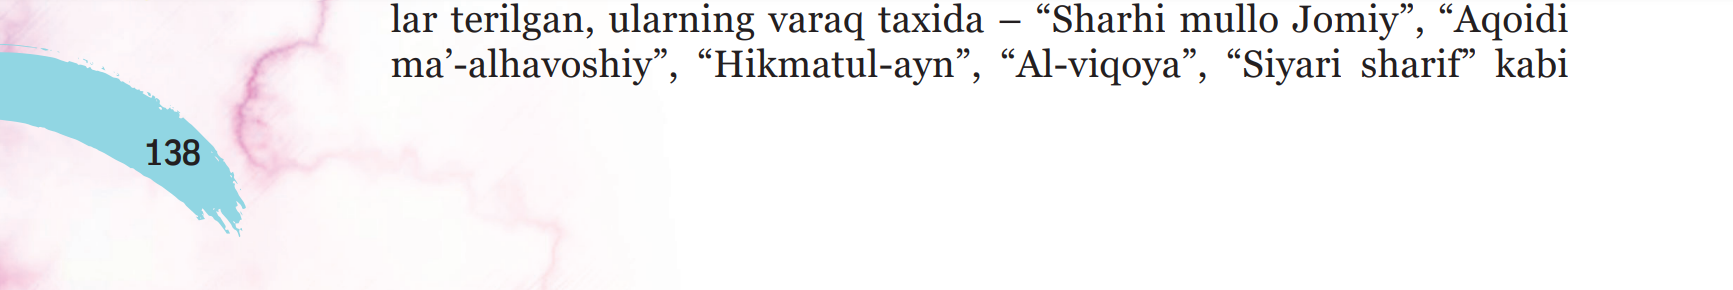 lar terilgan, ularning varaq taxida – “Sharhi mullo Jomiy”, “Aqoidi
ma’-alhavoshiy”, “Hikmatul-ayn”, “Al-viqoya”, “Siyari sharif” kabi
138